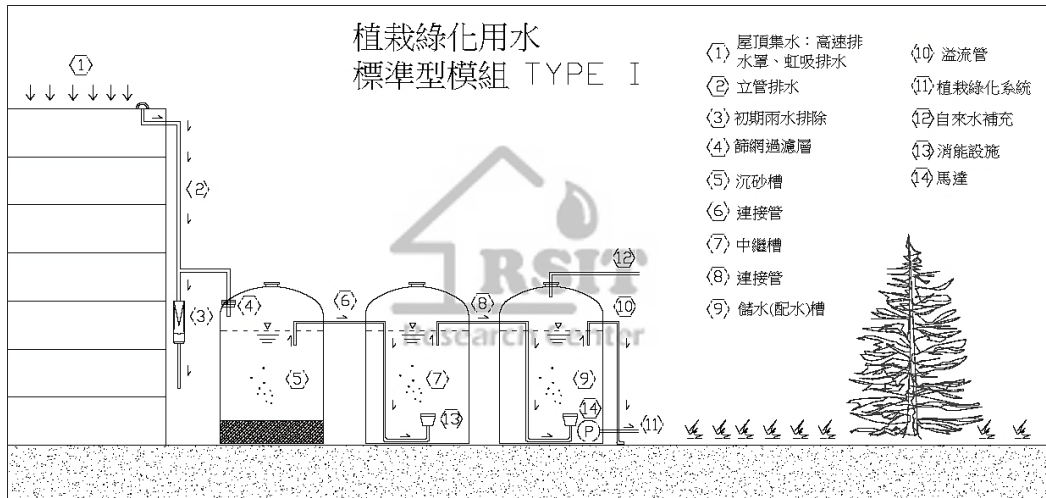 植栽綠化用水
標準型模組 TYPE I
⟨1⟩ 屋頂集水：高速排
水罩、虹吸排水
⟨2⟩ 立管排水
⟨3⟩ 初期雨水排除
⟨4⟩ 篩網過濾層
⟨5⟩ 沉砂槽
⟨6⟩ 連接管
⟨7⟩ 中繼槽
⟨8⟩ 連接管
⟨9⟩ 儲水(配水)槽
⟨10⟩ 溢流管
⟨11⟩ 植栽綠化系統
⟨12⟩ 自來水補充
⟨13⟩ 消能設施
⟨14⟩ 馬達
⟨1⟩
⟨2⟩
⟨3⟩
⟨4⟩
⟨5⟩
⟨6⟩
⟨7⟩
⟨8⟩
⟨9⟩
⟨10⟩
⟨11⟩
⟨12⟩
⟨13⟩
⟨14⟩
P
RSIT
Research Center